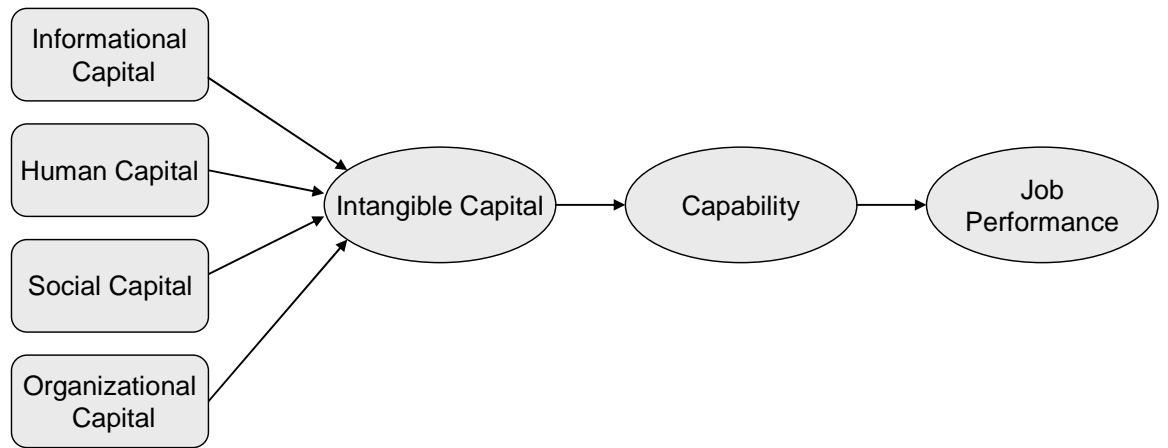 Informational
Capital
Human Capital
Social Capital
Organizational
Capital
Intangible Capital
Capability
Job
Performance